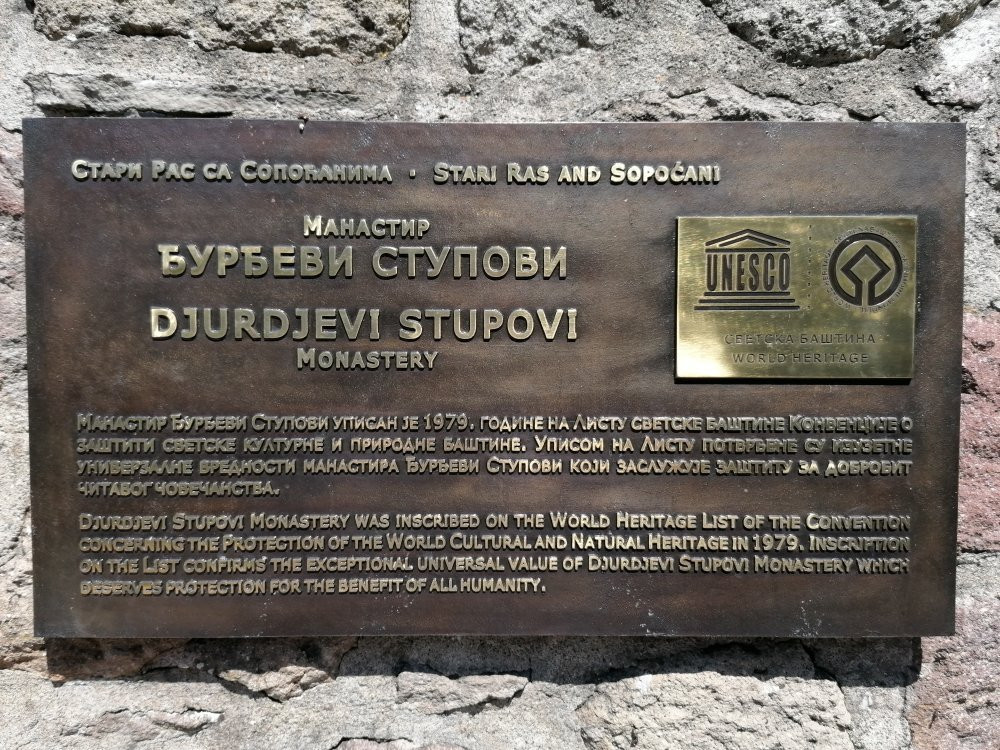 Стари Рас са Сопоћанима · Stari Ras and Sopoćani
Манастир
ЂУРЂЕВИ СТУПОВИ
DJURDJEVI STUPOVI
Monastery
UNESCO
СВЕТСКА БАШТИНА
WORLD HERITAGE
Манастир Ђурђеви Ступови уписан је 1979. године на Листу светске баштине Конвенције о
заштити светске културне и природне баштине. Уписом на Листу потврђене су изузетне
универзалне вредности манастира Ђурђеви Ступови који заслужује заштиту за добробит
читавог човечанства.
Djurdjevi Stupovi Monastery was inscribed on the World Heritage List of the Convention
concerning the Protection of the World Cultural and Natural Heritage in 1979. Inscription
on the List confirms the exceptional universal value of Djurdjevi Stupovi Monastery which
deserves protection for the benefit of all humanity.